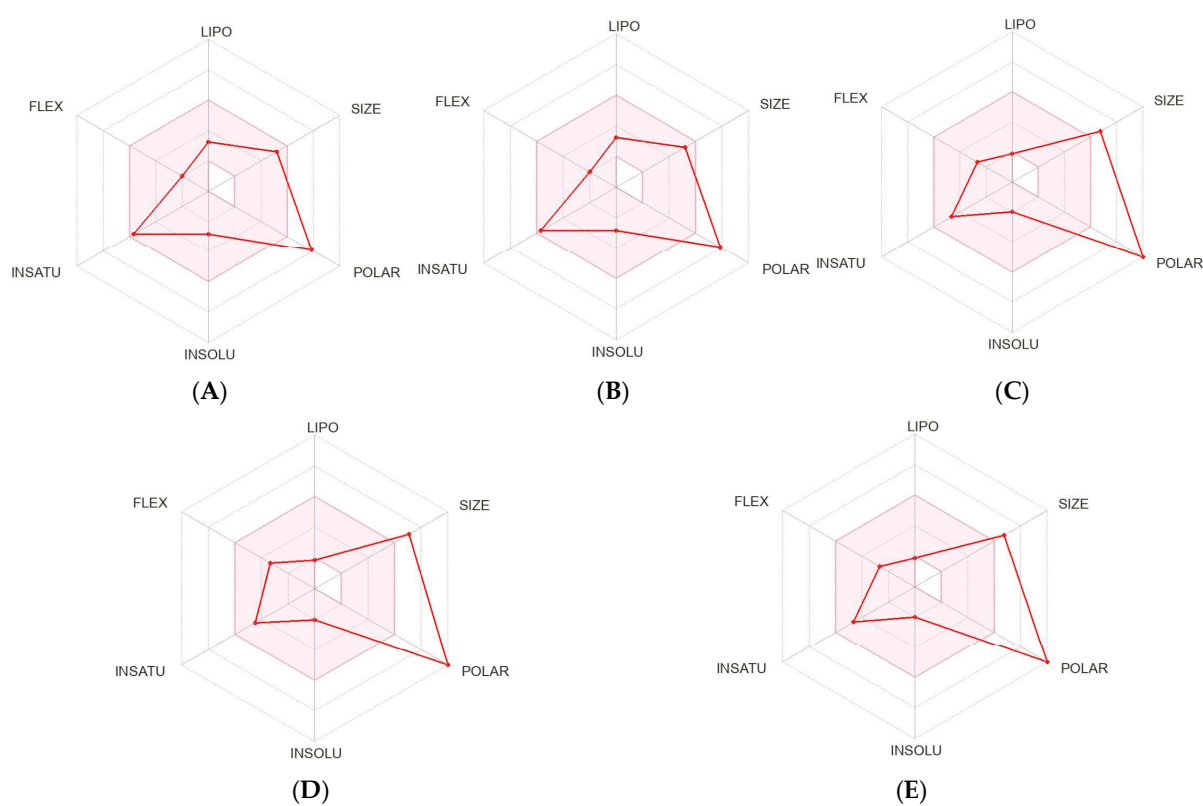 LIPO
FLEX
SIZE
INSATU
POLAR
INSOLU
(A)
LIPO
FLEX
SIZE
INSATU
POLAR
INSOLU
(B)
LIPO
FLEX
SIZE
INSATU
POLAR
INSOLU
(C)
LIPO
FLEX
SIZE
INSATU
POLAR
INSOLU
(D)
LIPO
FLEX
SIZE
INSATU
POLAR
INSOLU
(E)